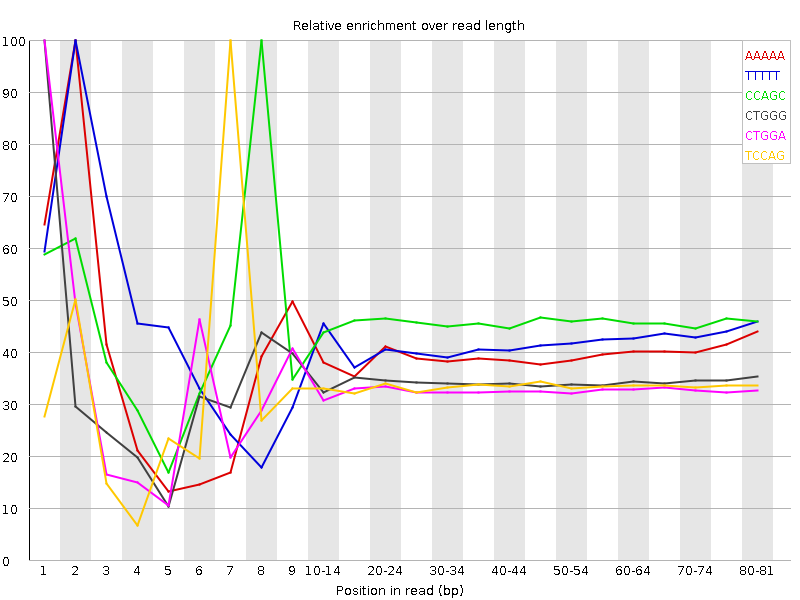 Relative enrichment over read length
100
90
80
70
60
50
40
30
20
10
0
AAAAA
TTTTT
CCAGC
CTGGG
CTGGA
TCCAG
1 2 3 4 5 6 7 8 9 10-14 20-24 30-34 40-44 50-54 60-64 70-74 80-81
Position in read (bp)